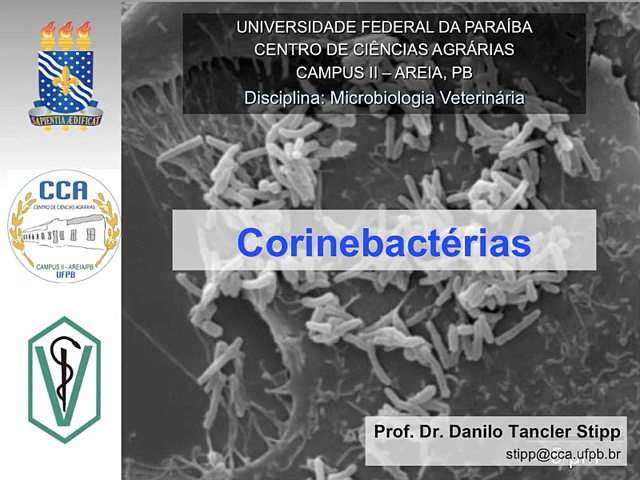 UNIVERSIDADE FEDERAL DA PARAÍBA
CENTRO DE CIÊNCIAS AGRÁRIAS
CAMPUS II – AREIA, PB
Disciplina: Microbiologia Veterinária
SAPIENTIA ÆDIFICAT
CCA
CENTRO DE CIÊNCIAS AGRÁRIAS
CAMPUS II - AREIA/PB
UFPB
Corinebactérias
V
Prof. Dr. Danilo Tancler Stipp
stipp@cca.ufpb.br